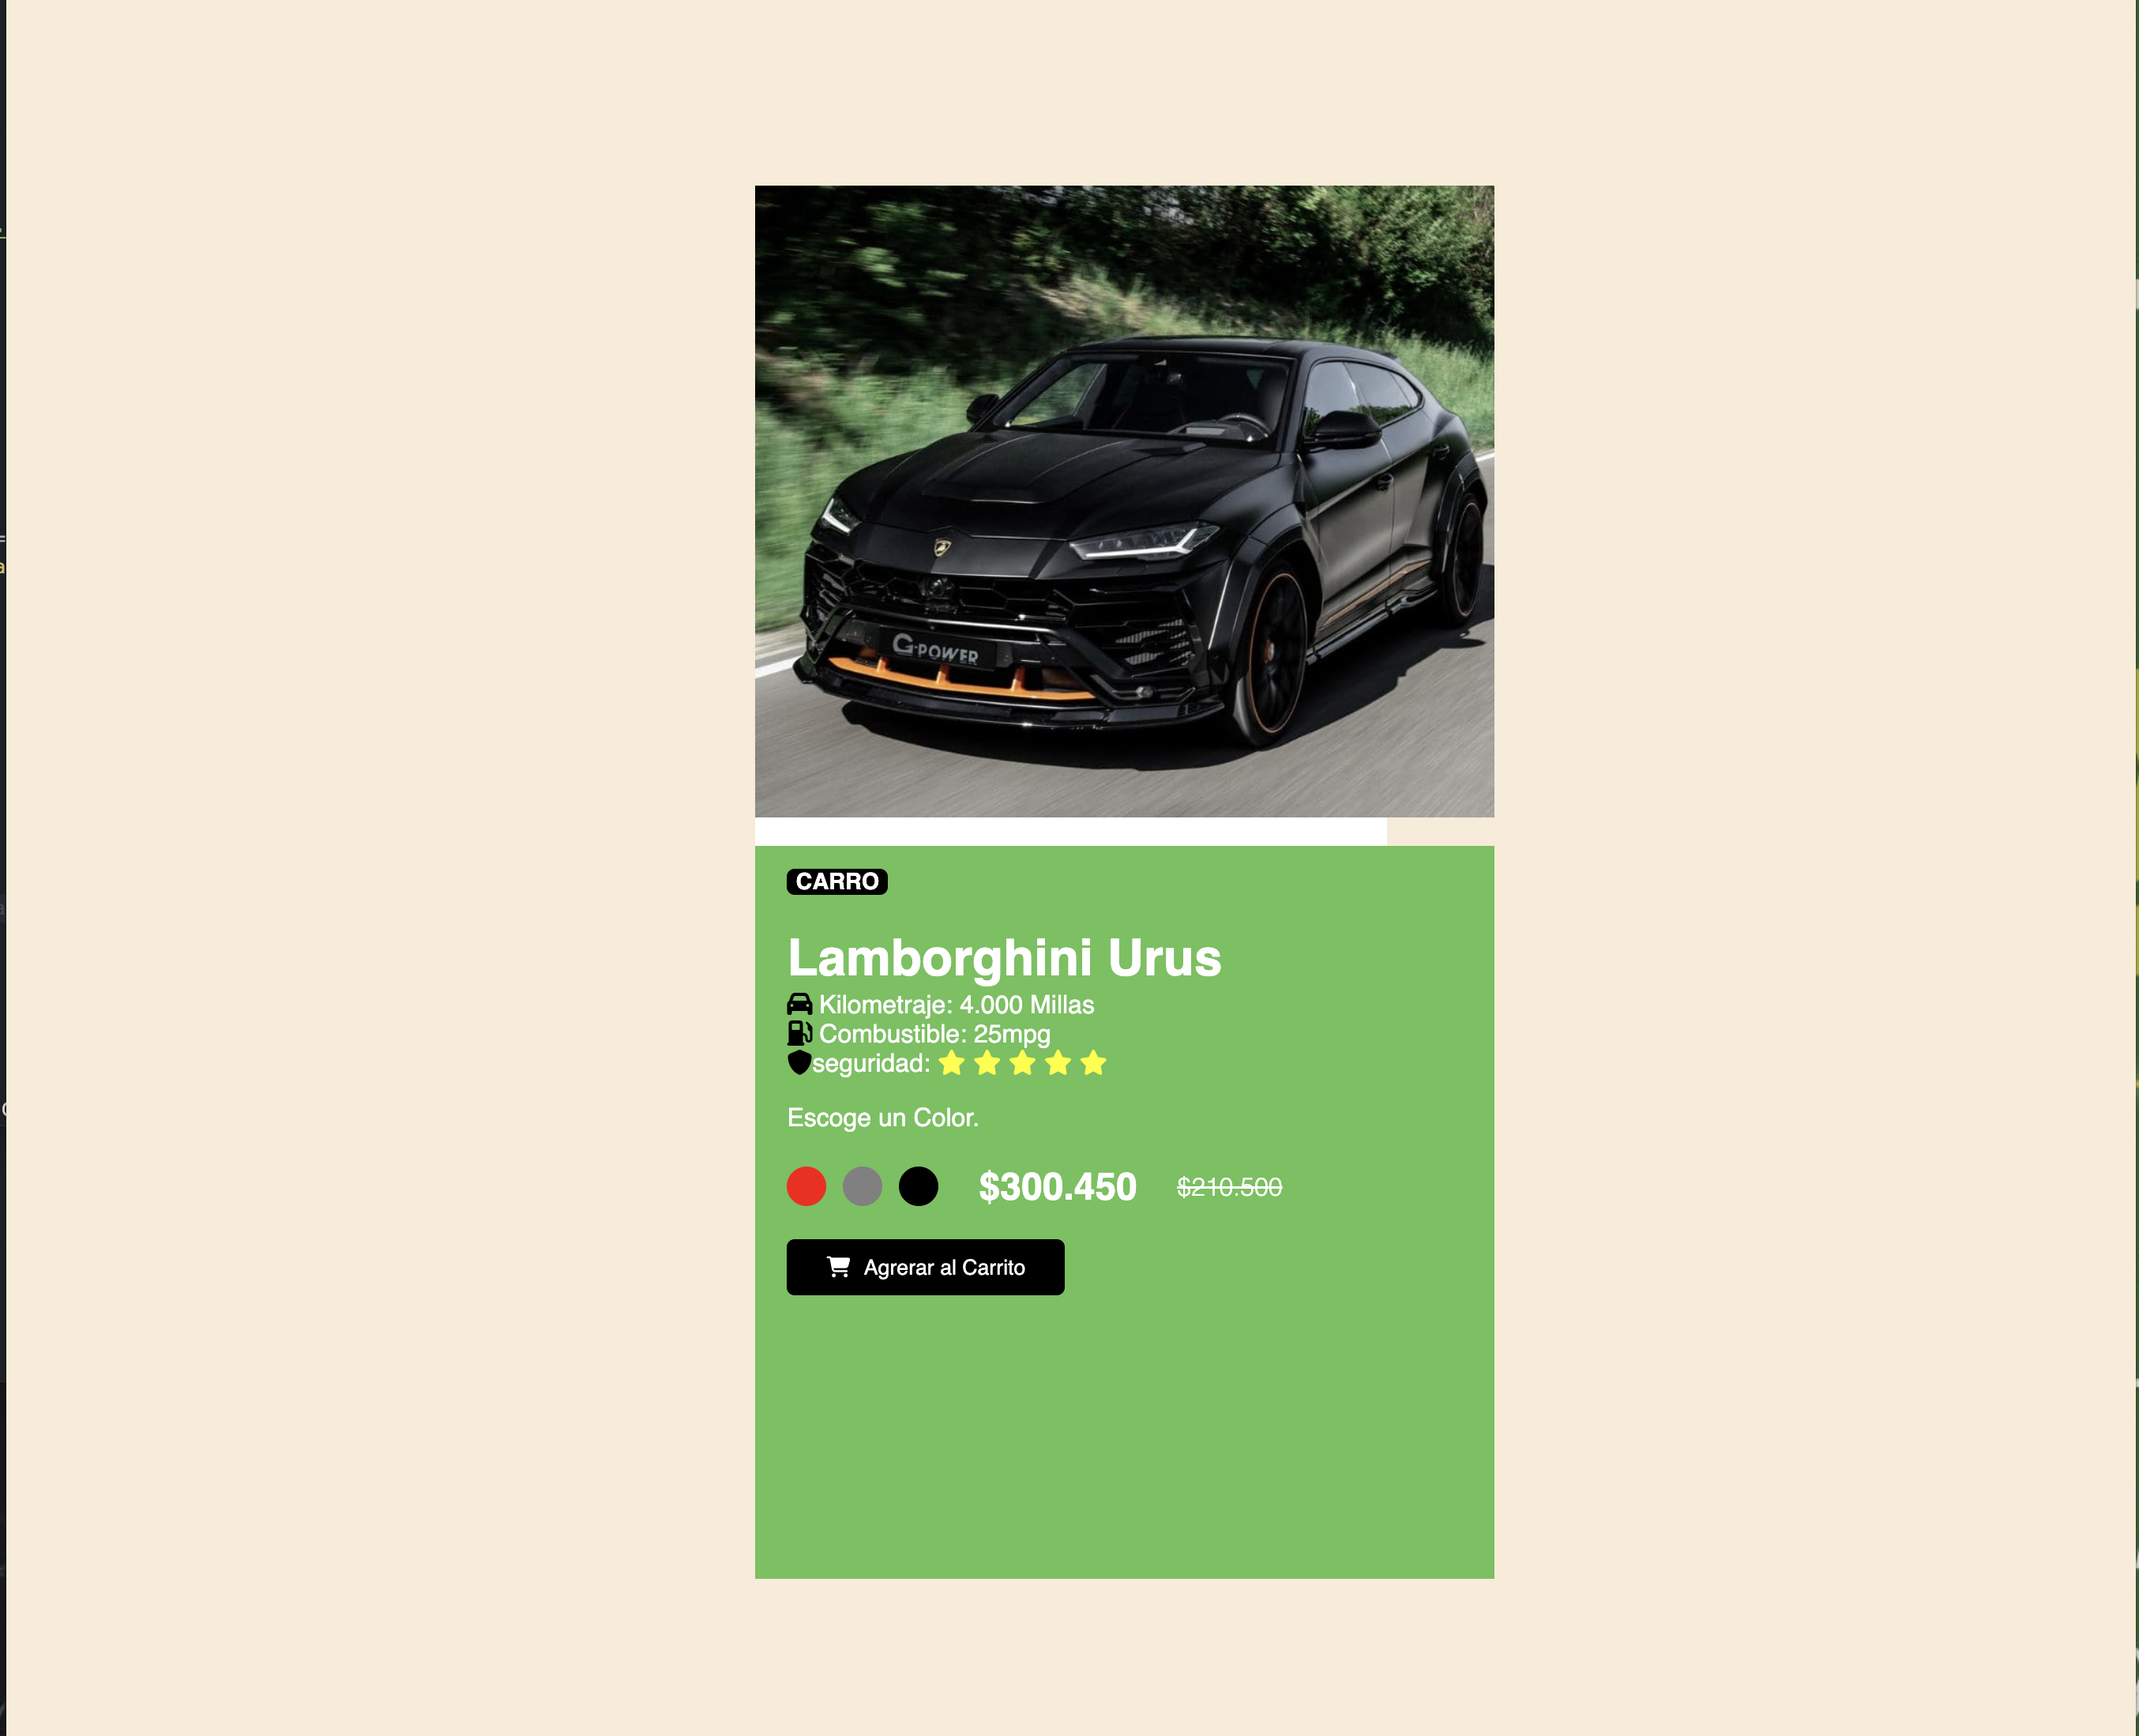 G-POWER
CARRO
Lamborghini Urus
Kilometraje: 4.000 Millas
Combustible: 25mpg
seguridad:
Escoge un Color.
$300.450 $210.500
Agrerar al Carrito